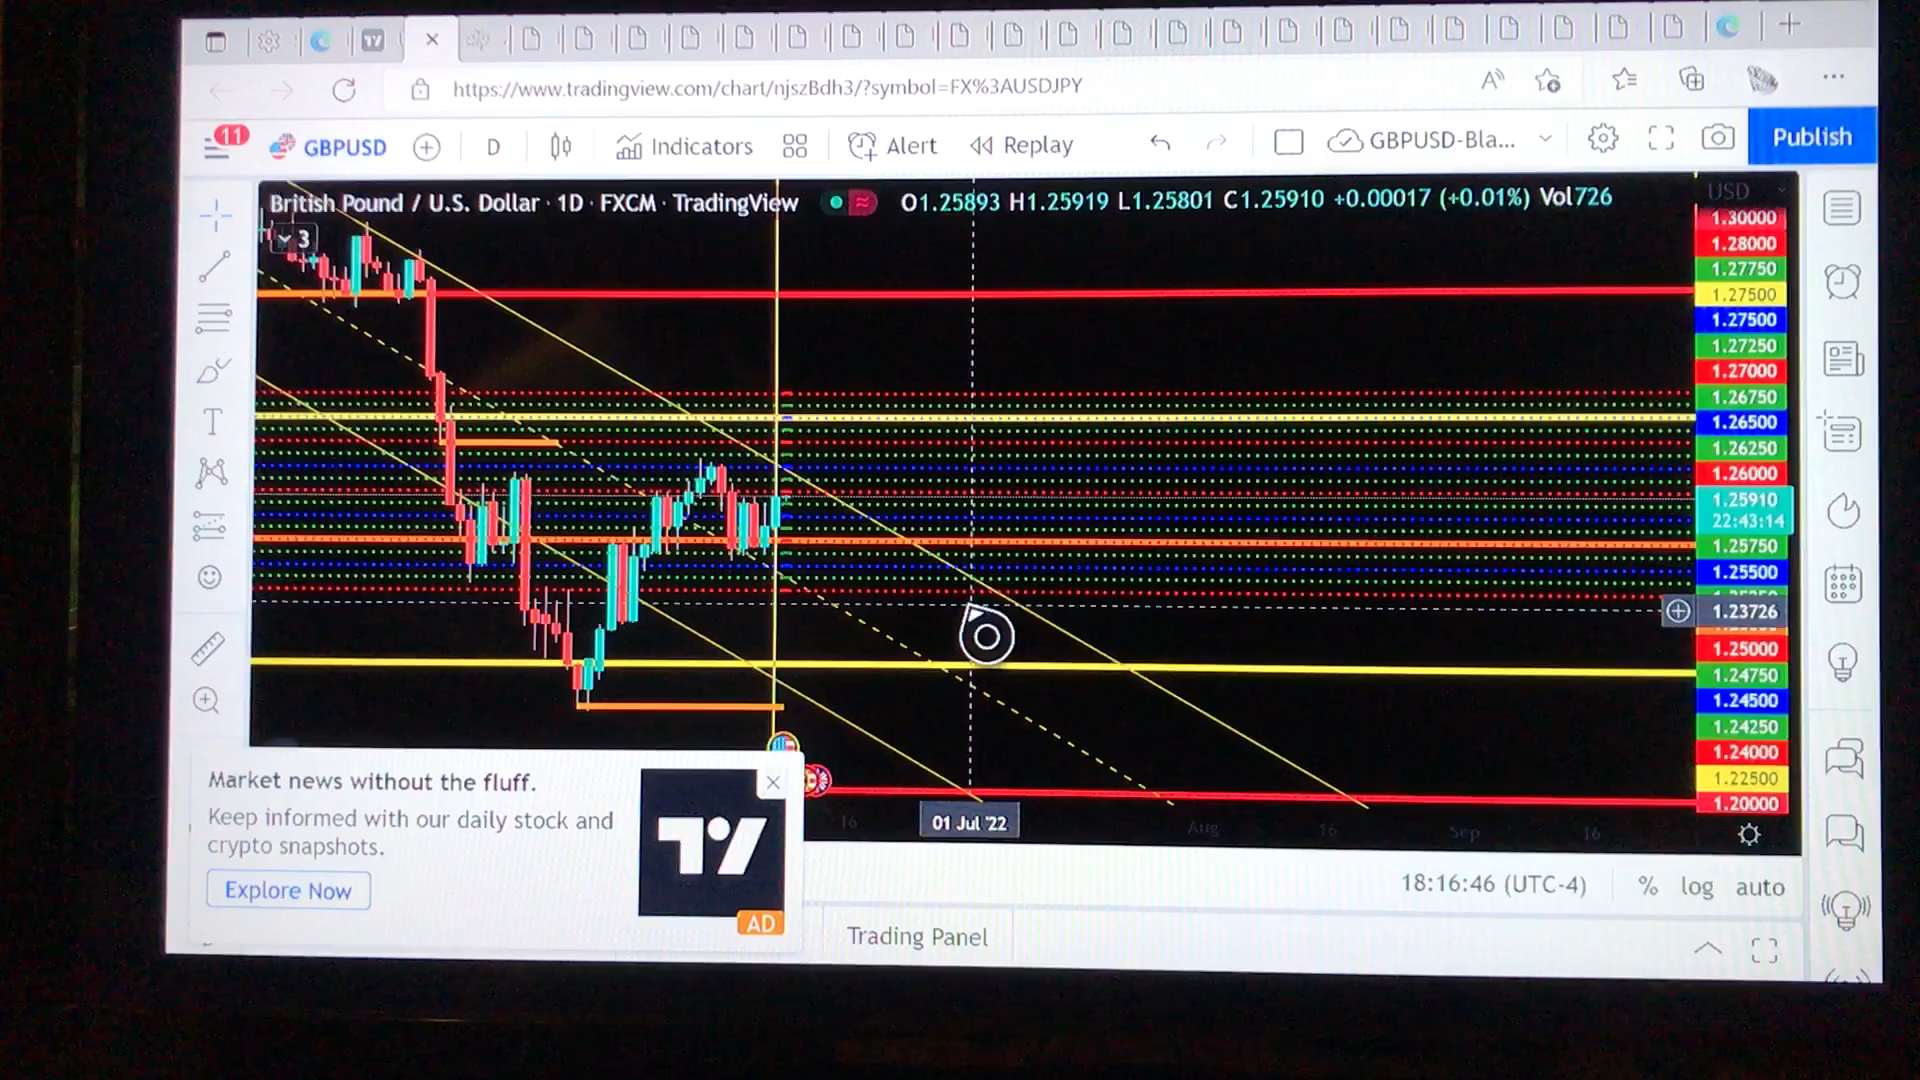 https://www.tradingview.com/chart/njszBdh3/?symbol=FX%3AUSDJPY
11
GBPUSD
D
Indicators
Alert
Replay
GBPUSD-Bla...
Publish
British Pound / U.S. Dollar · 1D · FXCM · TradingView
O1.25893 H1.25919 L1.25801 C1.25910 +0.00017 (+0.01%) Vol726
3
USD
1.30000
1.28000
1.27750
1.27500
1.27500
1.27250
1.27000
1.26750
1.26500
1.26250
1.26000
1.25910
22:43:14
1.25750
1.25500
1.23726
1.25000
1.24750
1.24500
1.24250
1.24000
1.22500
1.20000
16
01 Jul '22
Aug
16
Sep
16
Market news without the fluff.
Keep informed with our daily stock and
crypto snapshots.
Explore Now
AD
18:16:46 (UTC-4)
%
log
auto
Trading Panel